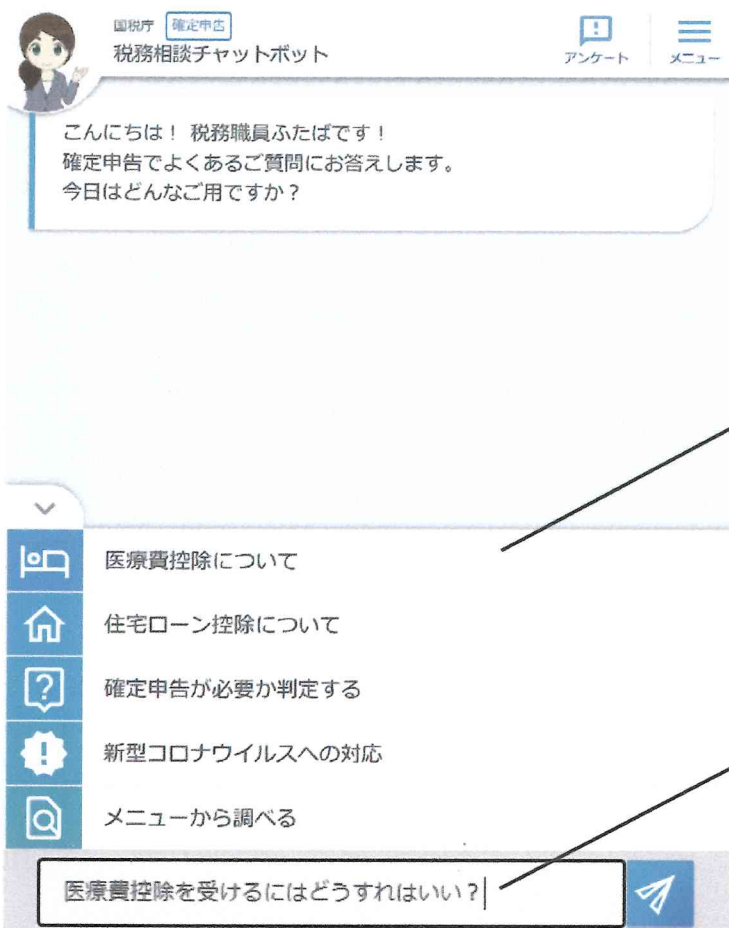 国税庁 確定申告
税務相談チャットボット
アンケート
メニュー
こんにちは！ 税務職員ふたばです！
確定申告でよくあるご質問にお答えします。
今日はどんなご用ですか？
医療費控除について
住宅ローン控除について
確定申告が必要か判定する
新型コロナウイルスへの対応
メニューから調べる
医療費控除を受けるにはどうすればいい？